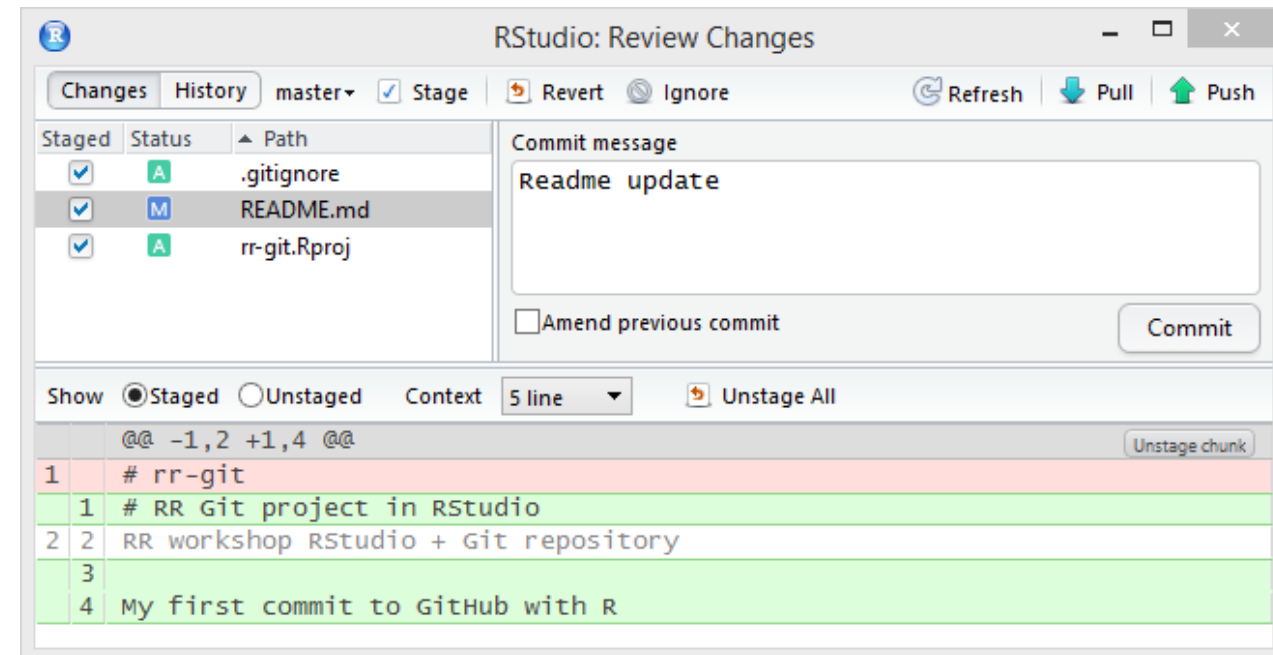 RStudio: Review Changes
Changes History master Stage Revert Ignore Refresh Pull Push
Staged Status Path
A .gitignore
M README.md
A rr-git.Rproj
Commit message
Readme update
Amend previous commit
Commit
Show Staged Unstaged Context 5 line Unstage All
@@ -1,2 +1,4 @@ Unstage chunk
1 # rr-git
1 # RR Git project in RStudio
2 2 RR workshop RStudio + Git repository
3
4 My first commit to GitHub with R